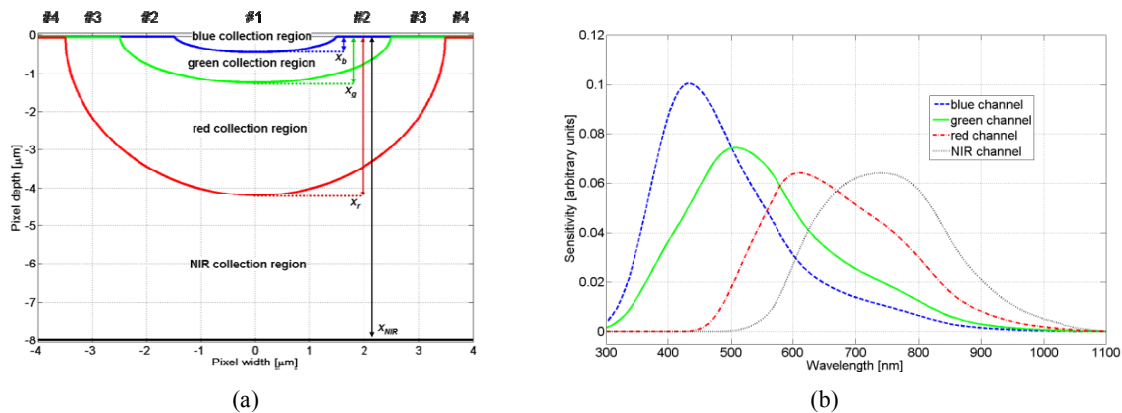 #4 #3 #2 #1 #2 #3 #4
0
-1
-2
-3
-4
-5
-6
-7
-8
Pixel depth [µm]
blue collection region
green collection region
red collection region
NIR collection region
x_b
x_g
x_r
x_NIR
-4 -3 -2 -1 0 1 2 3 4
Pixel width [µm]
(a)
0.12
0.1
0.08
0.06
0.04
0.02
0
Sensitivity [arbitrary units]
blue channel
green channel
red channel
NIR channel
300 400 500 600 700 800 900 1000 1100
Wavelength [nm]
(b)